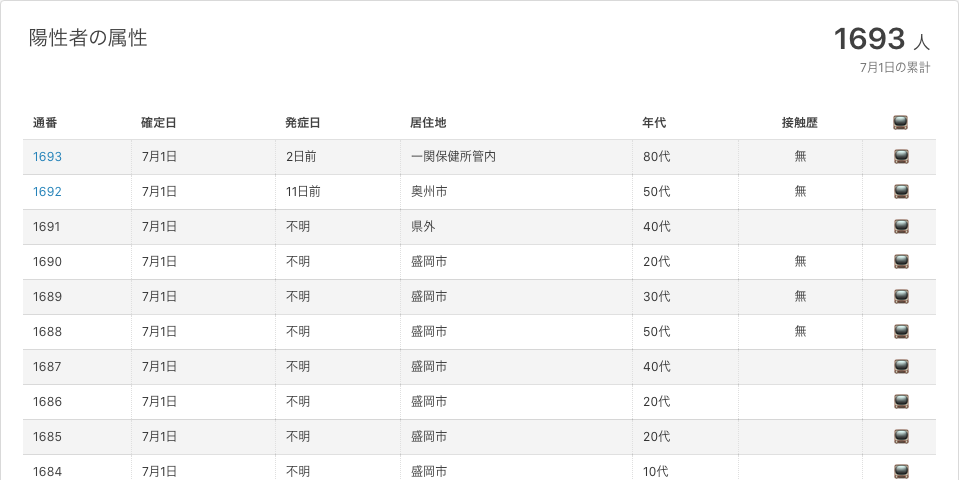 陽性者の属性
1693 人
7月1日の累計
通番 確定日 発症日 居住地 年代 接触歴
1693 7月1日 2日前 一関保健所管内 80代 無
1692 7月1日 11日前 奥州市 50代 無
1691 7月1日 不明 県外 40代
1690 7月1日 不明 盛岡市 20代 無
1689 7月1日 不明 盛岡市 30代 無
1688 7月1日 不明 盛岡市 50代 無
1687 7月1日 不明 盛岡市 40代
1686 7月1日 不明 盛岡市 20代
1685 7月1日 不明 盛岡市 20代
1684 7月1日 不明 盛岡市 10代